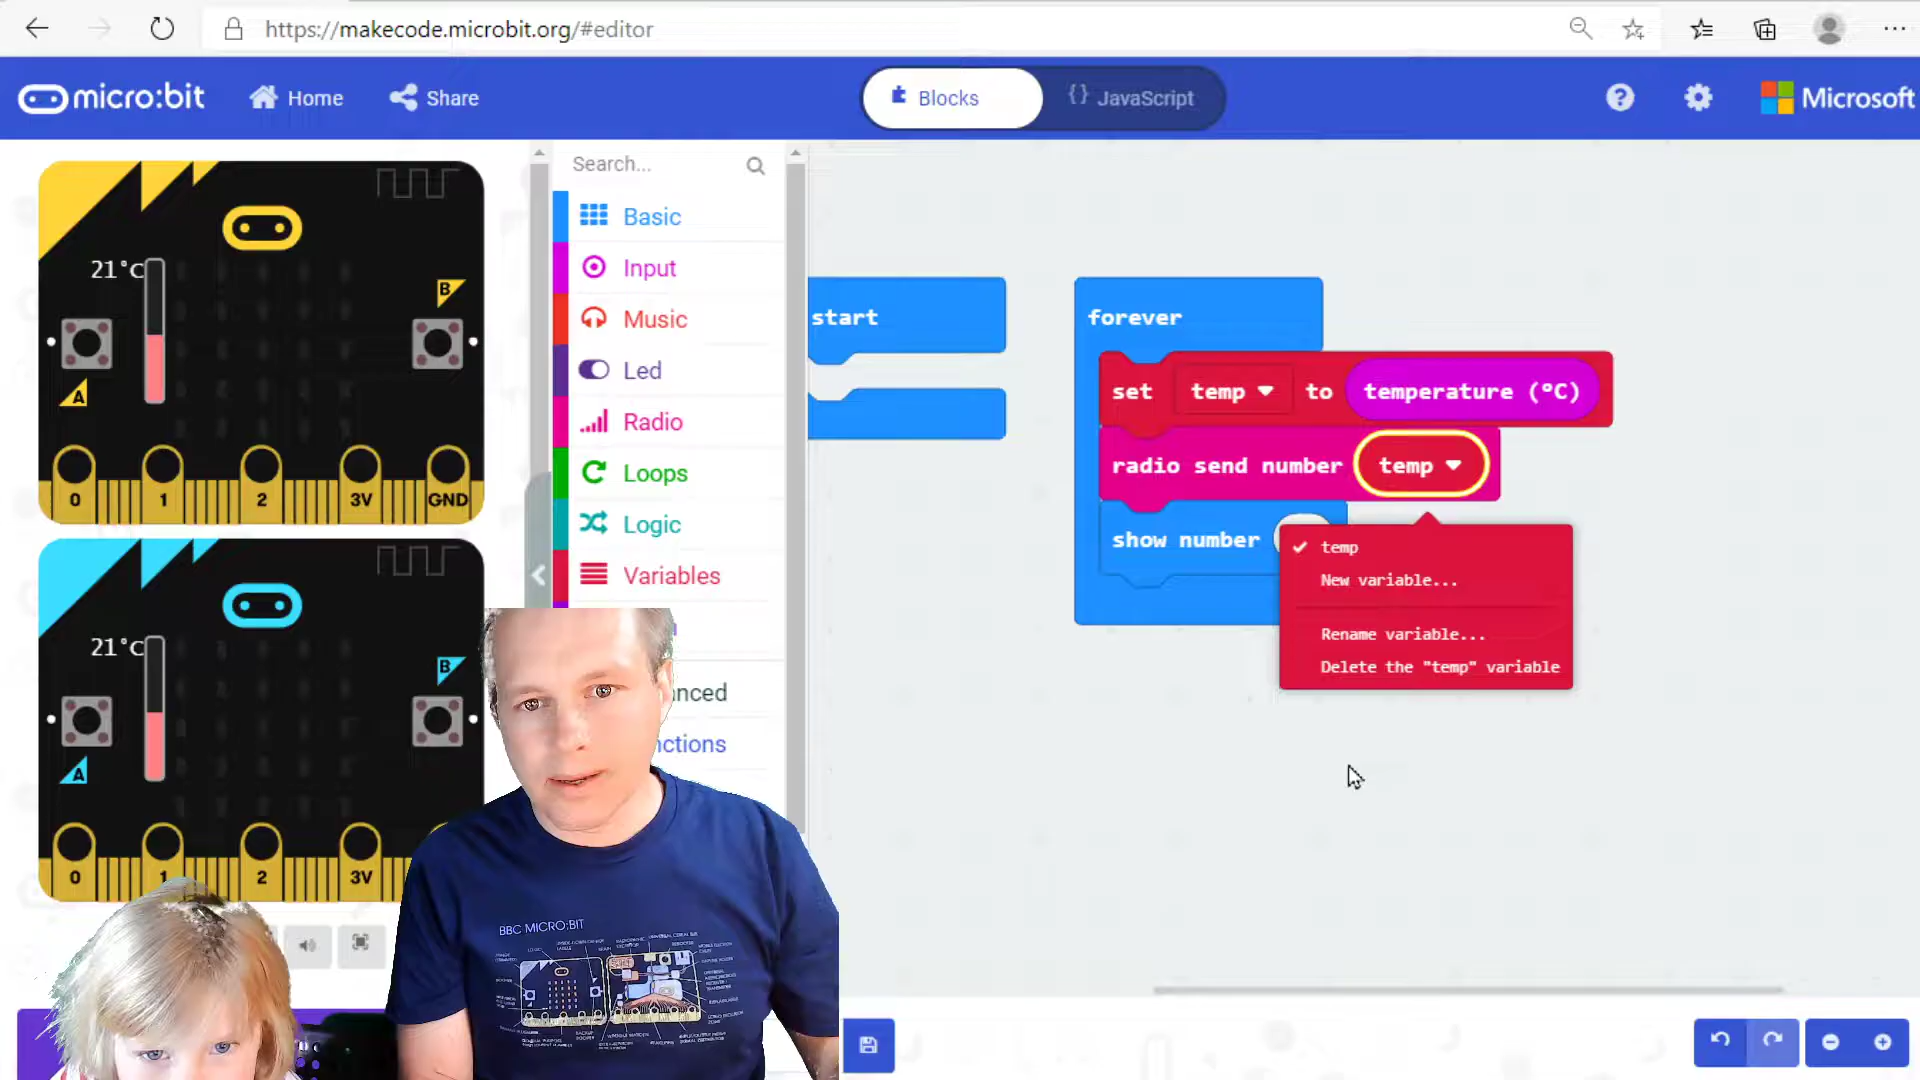 https://makecode.microbit.org/#editor
micro:bit
Home
Share
Blocks
{} JavaScript
Microsoft
21°C
B
A
0
1
2
3V
GND
21°C
B
A
0
1
2
3V
Search...
Basic
Input
Music
Led
Radio
Loops
Logic
Variables
anced
nctions
start
forever
set temp to temperature (°C)
radio send number temp
show number
temp
New variable...
Rename variable...
Delete the "temp" variable
BBC MICRO:BIT